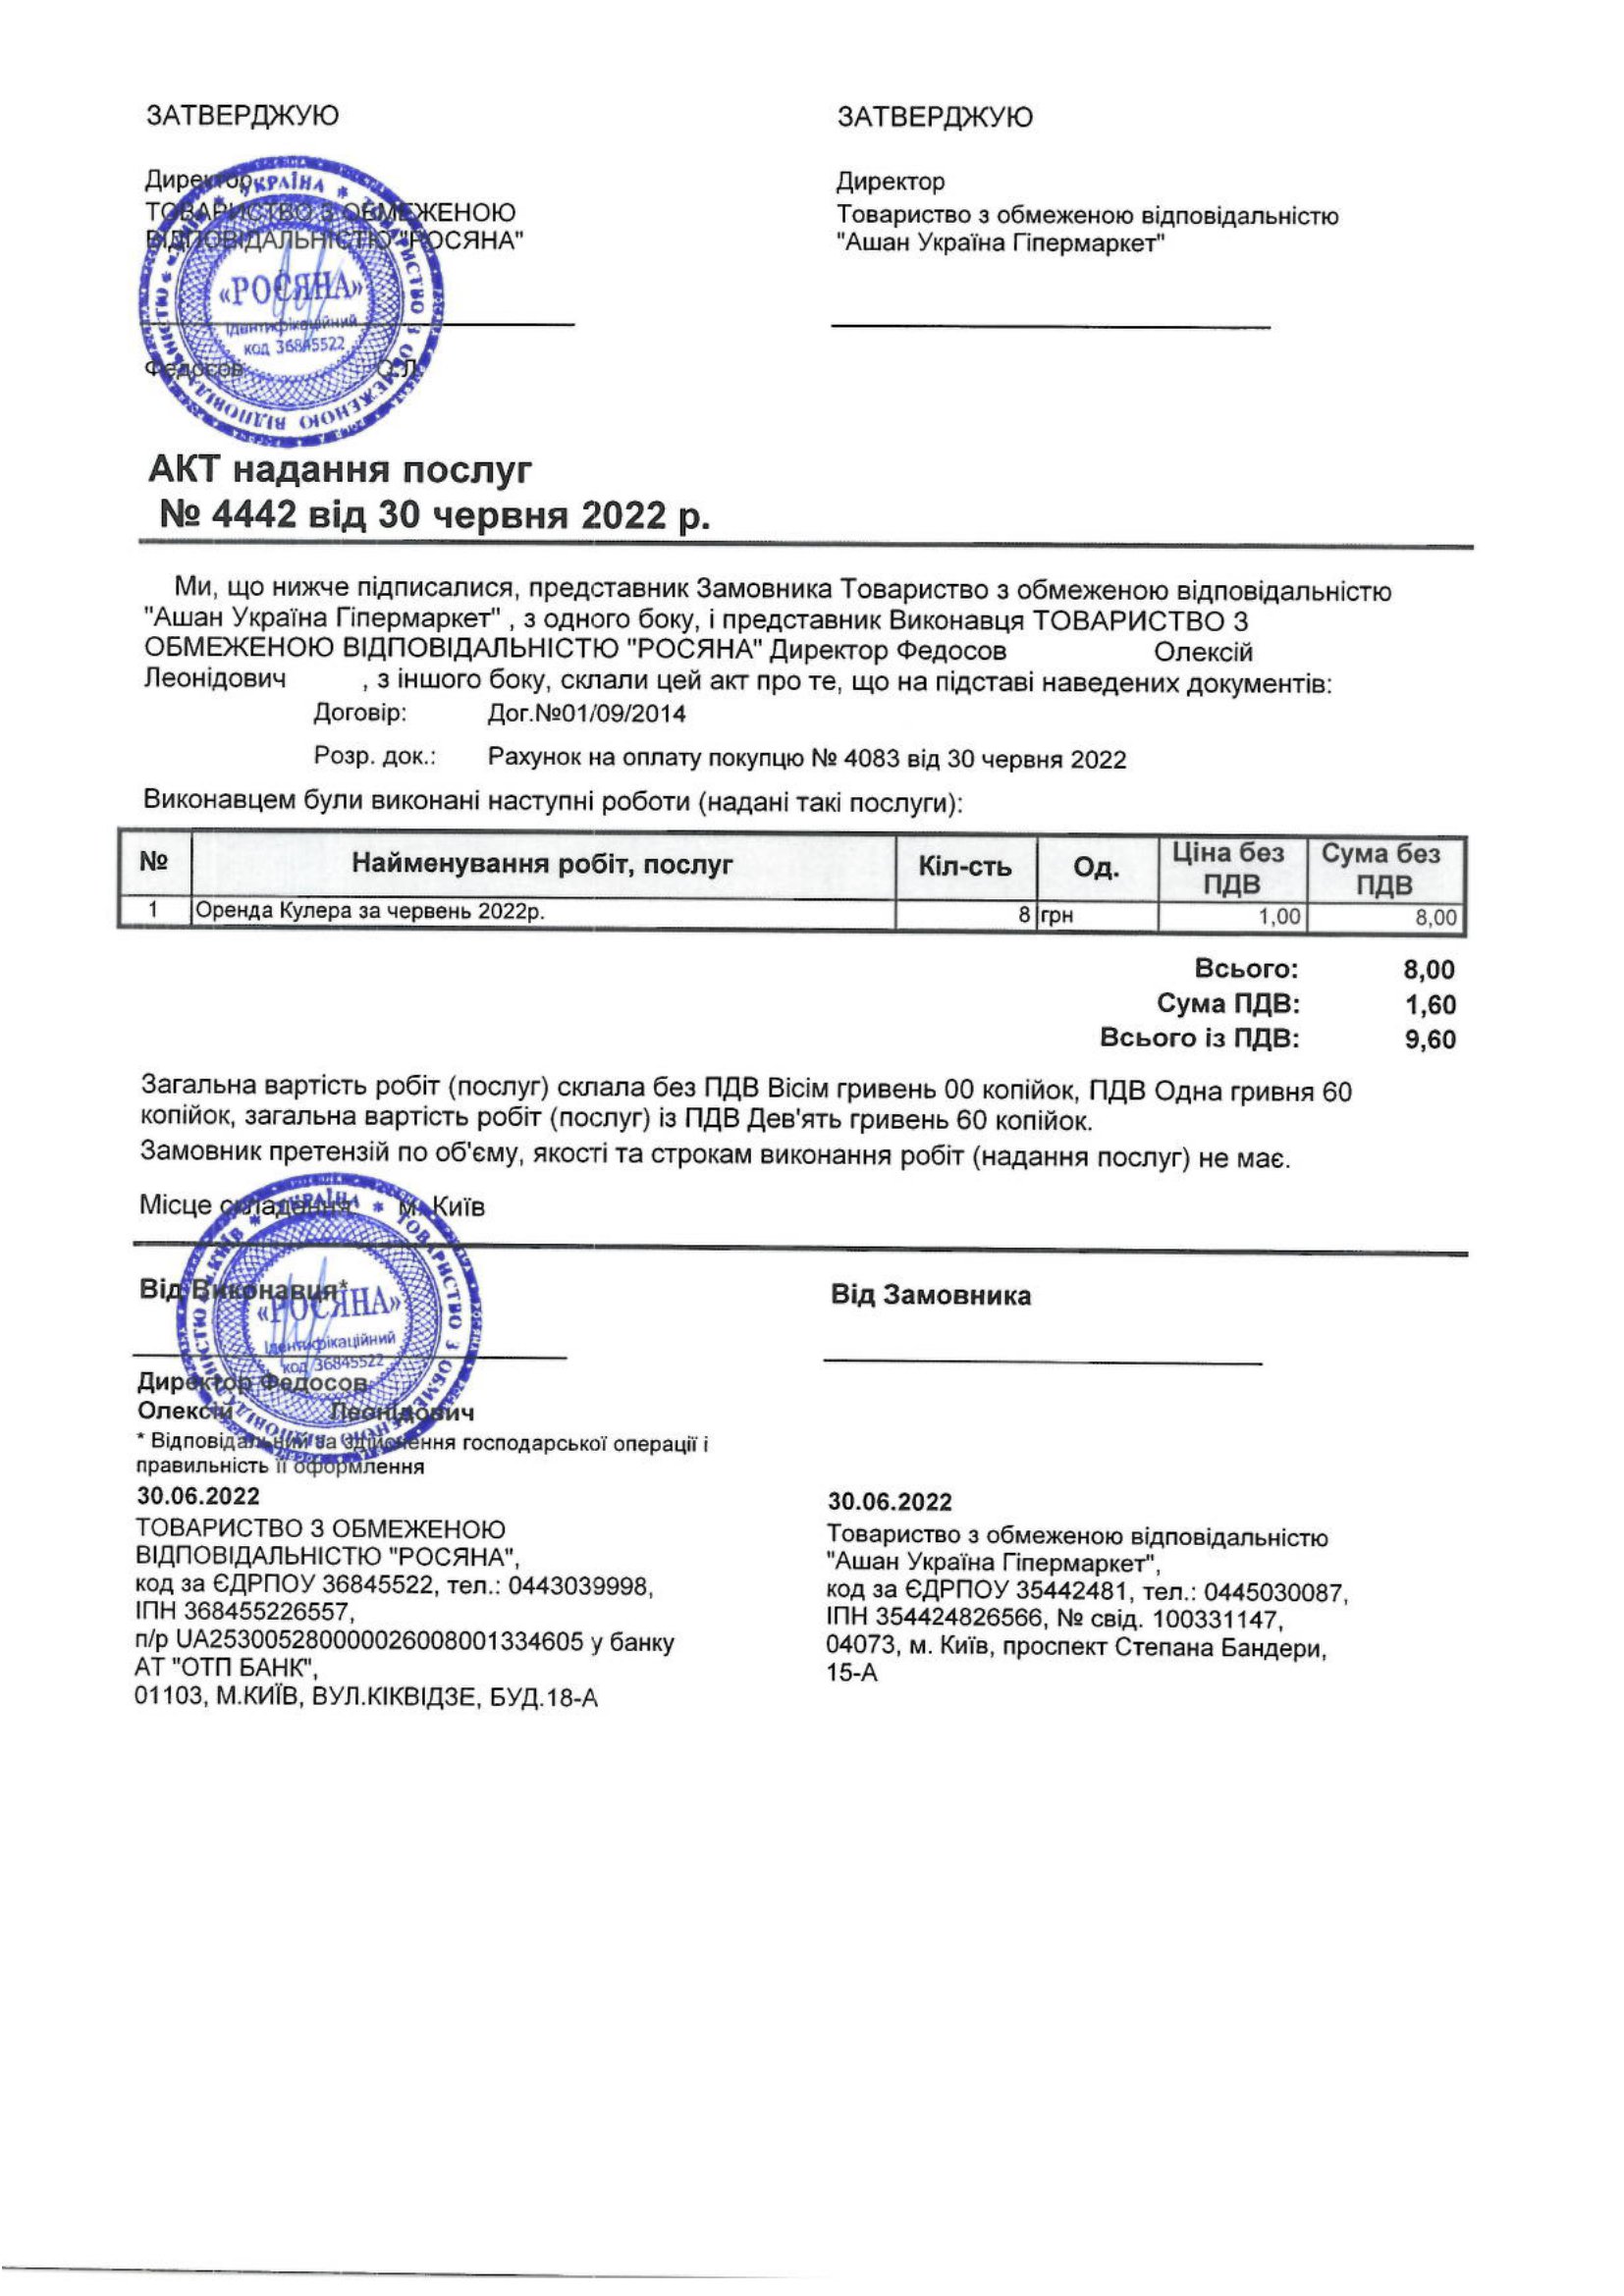 ЗАТВЕРДЖУЮ
Директор
ТОВАРИСТВО З ОБМЕЖЕНОЮ
ВІДПОВІДАЛЬНІСТЮ "РОСЯНА"
УКРАЇНА * ТОВАРИСТВО З ОБМЕЖЕНОЮ ВІДПОВІДАЛЬНІСТЮ
«РОСЯНА»
Ідентифікаційний
код 36845522
Федосов О.Л.
ЗАТВЕРДЖУЮ
Директор
Товариство з обмеженою відповідальністю
"Ашан Україна Гіпермаркет"
АКТ надання послуг
№ 4442 від 30 червня 2022 р.
Ми, що нижче підписалися, представник Замовника Товариство з обмеженою відповідальністю
"Ашан Україна Гіпермаркет" , з одного боку, і представник Виконавця ТОВАРИСТВО З
ОБМЕЖЕНОЮ ВІДПОВІДАЛЬНІСТЮ "РОСЯНА" Директор Федосов Олексій
Леонідович , з іншого боку, склали цей акт про те, що на підставі наведених документів:
Договір: Дог.№01/09/2014
Розр. док.: Рахунок на оплату покупцю № 4083 від 30 червня 2022
Виконавцем були виконані наступні роботи (надані такі послуги):
№ Найменування робіт, послуг Кіл-сть Од. Ціна без ПДВ Сума без ПДВ
1 Оренда Кулера за червень 2022р. 8 грн 1,00 8,00
Всього: 8,00
Сума ПДВ: 1,60
Всього із ПДВ: 9,60
Загальна вартість робіт (послуг) склала без ПДВ Вісім гривень 00 копійок, ПДВ Одна гривня 60
копійок, загальна вартість робіт (послуг) із ПДВ Дев'ять гривень 60 копійок.
Замовник претензій по об'єму, якості та строкам виконання робіт (надання послуг) не має.
Місце складання: м. Київ
Від Виконавця*
УКРАЇНА * ТОВАРИСТВО З ОБМЕЖЕНОЮ ВІДПОВІДАЛЬНІСТЮ * м.КИЇВ *
«РОСЯНА»
Ідентифікаційний
код 36845522
Директор Федосов
Олексій Леонідович
* Відповідальний за здійснення господарської операції і
правильність її оформлення
30.06.2022
ТОВАРИСТВО З ОБМЕЖЕНОЮ
ВІДПОВІДАЛЬНІСТЮ "РОСЯНА",
код за ЄДРПОУ 36845522, тел.: 0443039998,
ІПН 368455226557,
п/р UA253005280000026008001334605 у банку
АТ "ОТП БАНК",
01103, М.КИЇВ, ВУЛ.КІКВІДЗЕ, БУД.18-А
Від Замовника
30.06.2022
Товариство з обмеженою відповідальністю
"Ашан Україна Гіпермаркет",
код за ЄДРПОУ 35442481, тел.: 0445030087,
ІПН 354424826566, № свід. 100331147,
04073, м. Київ, проспект Степана Бандери,
15-А